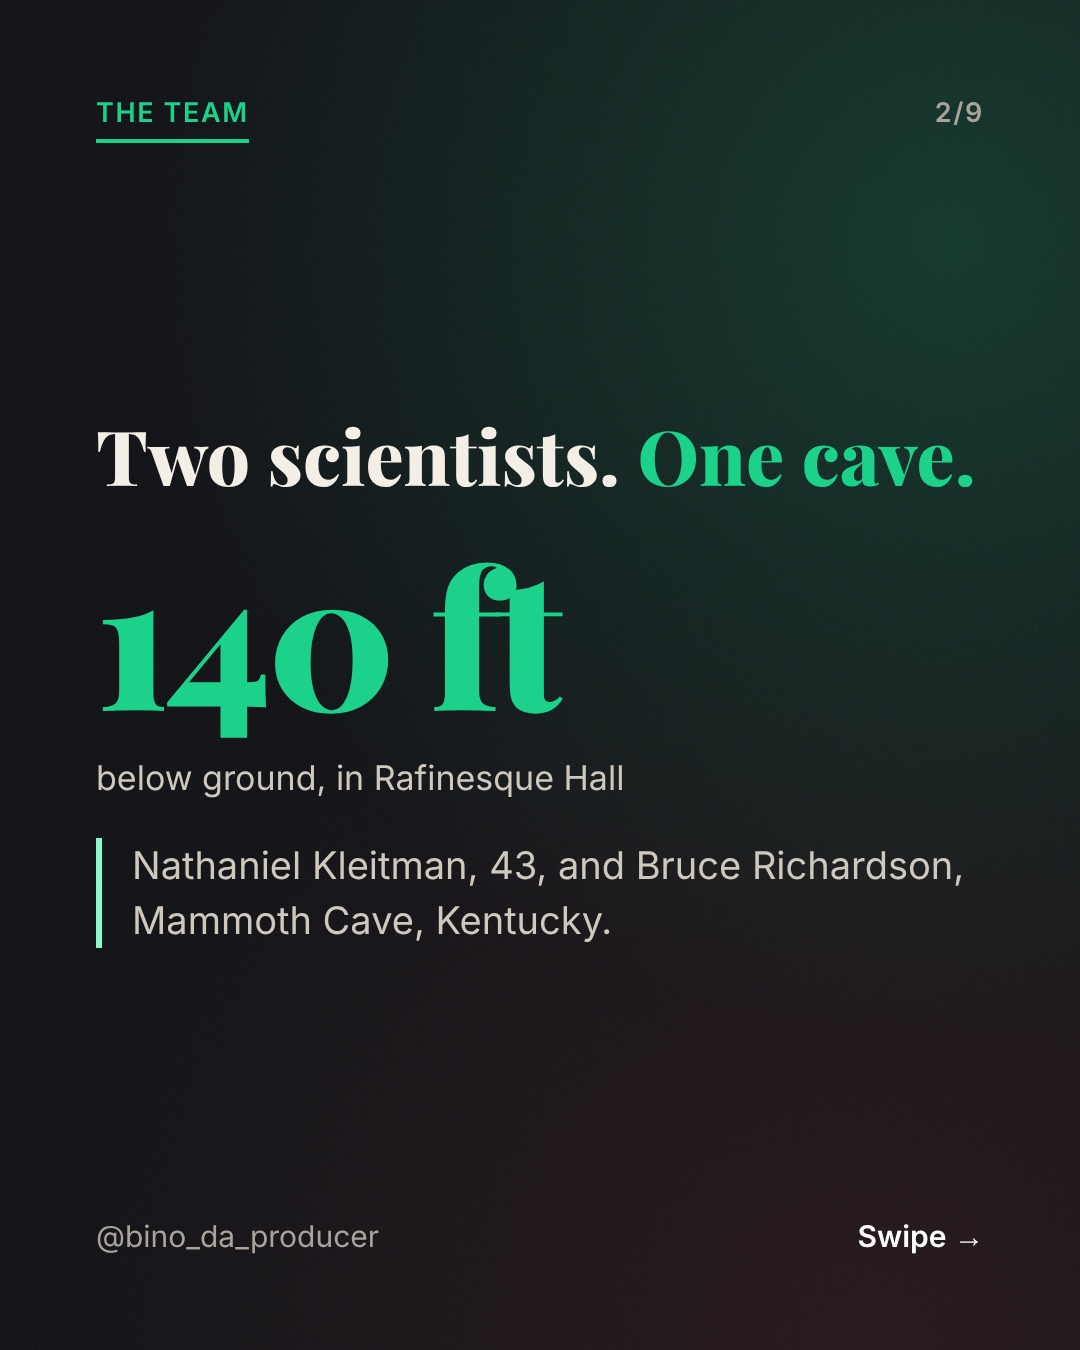 THE TEAM
2/9
Two scientists. One cave.
140 ft
below ground, in Rafinesque Hall
Nathaniel Kleitman, 43, and Bruce Richardson,
Mammoth Cave, Kentucky.
@bino_da_producer
Swipe →